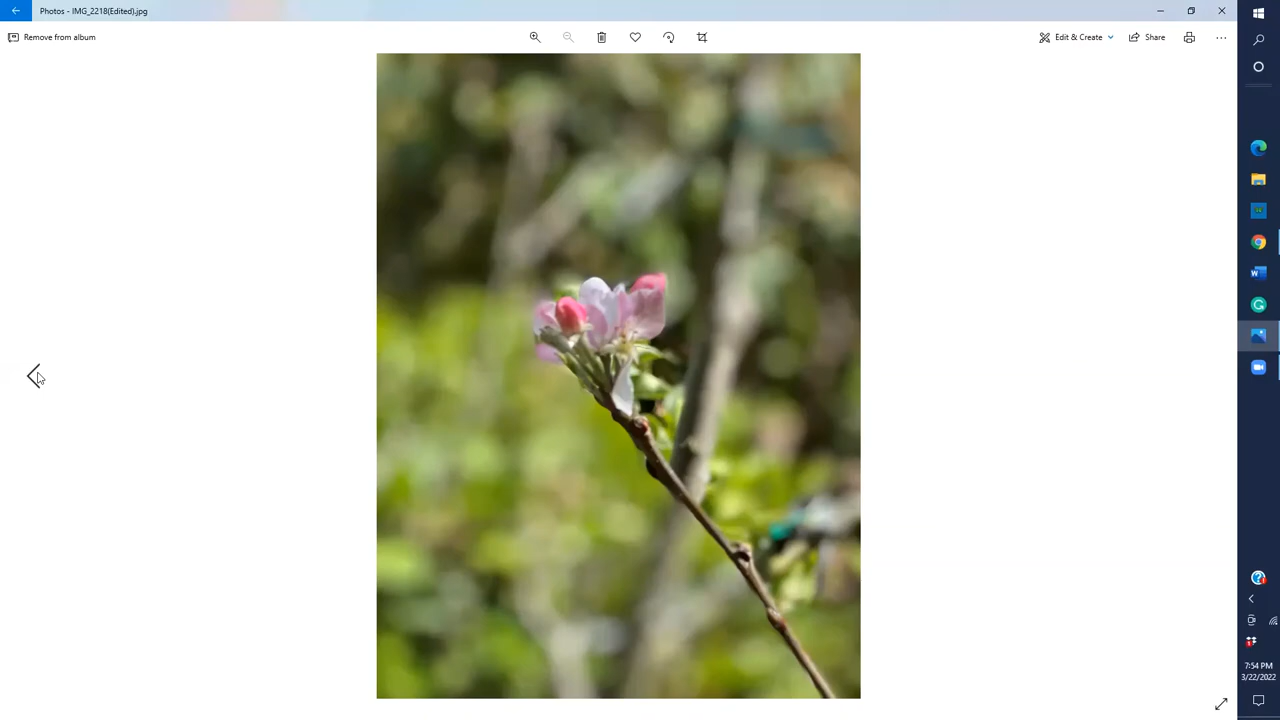 Photos - IMG_2218(Edited).jpg
Remove from album
Edit & Create
Share
7:54 PM
3/22/2022